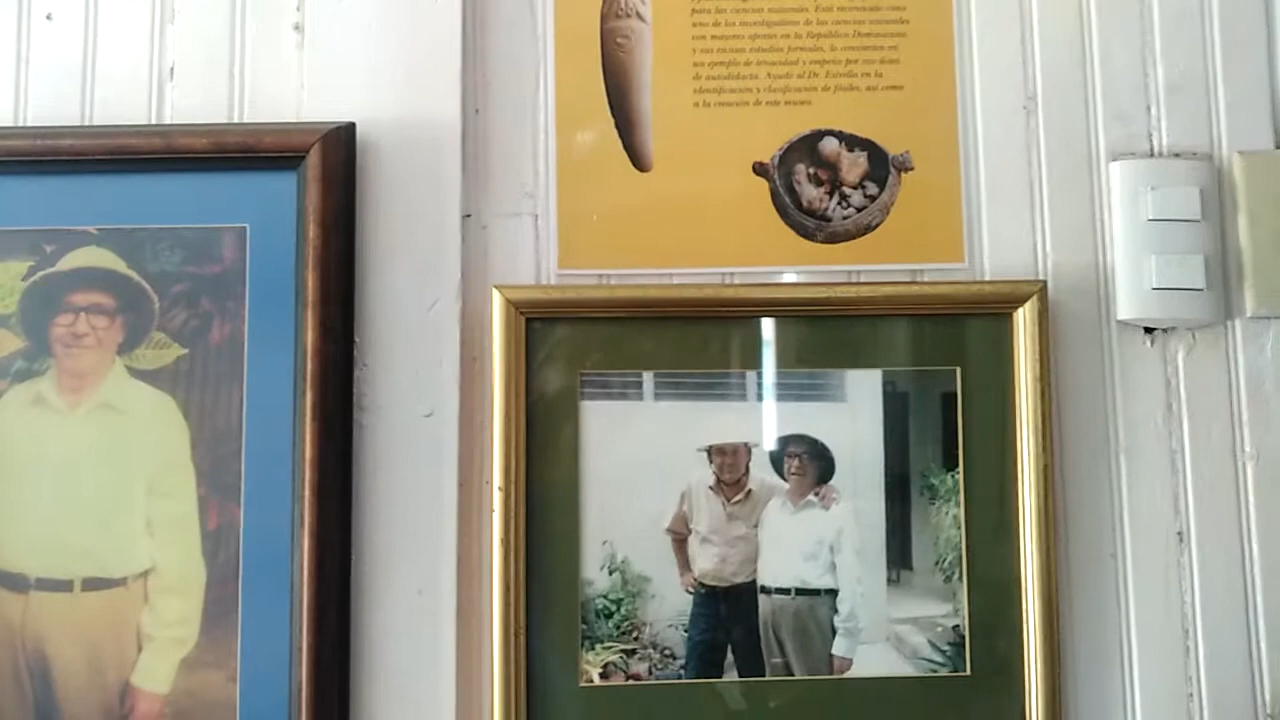 para las ciencias naturales. Está reconocido como
uno de los investigadores de las ciencias naturales
con mayores aportes en la República Dominicana
y sus escasos estudios formales, lo convierten en
un ejemplo de tenacidad y empeño por sus dotes
de autodidacta. Ayudó al Dr. Estrella en la
identificación y clasificación de fósiles, así como
a la creación de este museo.